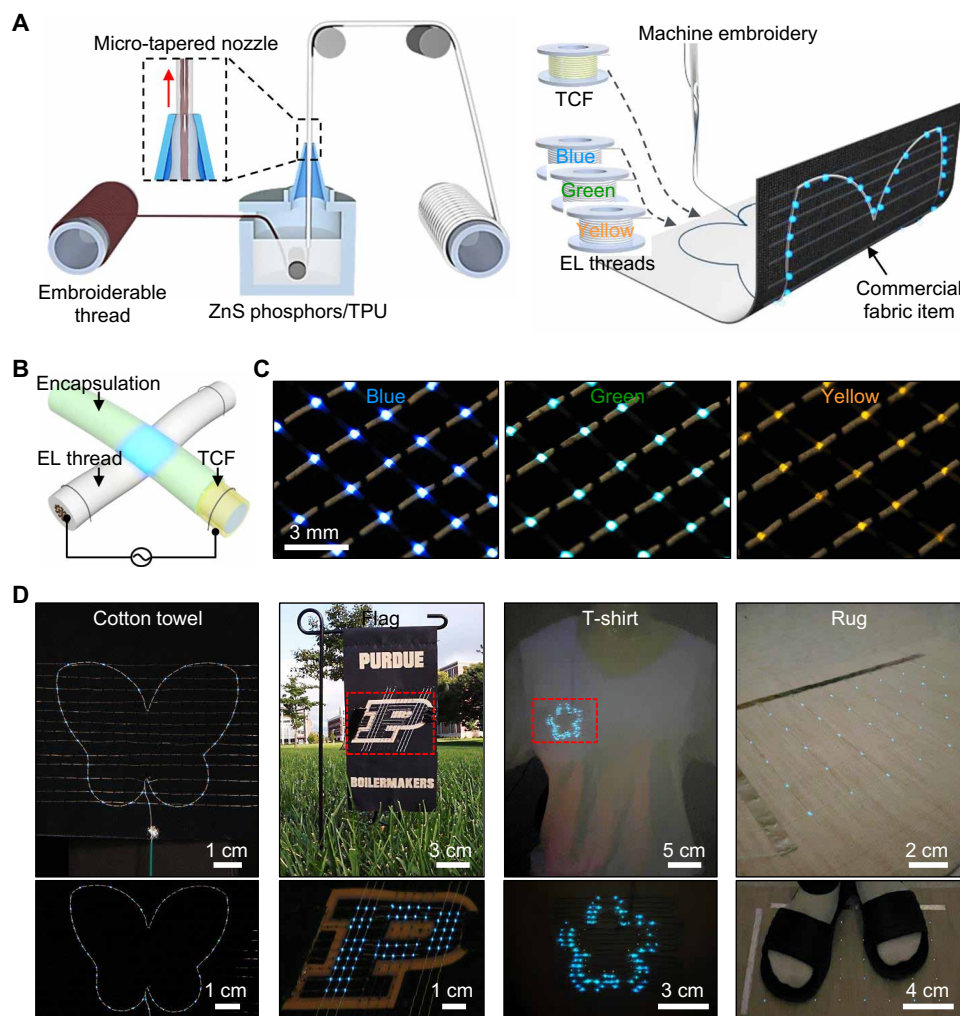 A
Micro-tapered nozzle
Embroiderable
thread
ZnS phosphors/TPU
Machine embroidery
TCF
Blue
Green
Yellow
EL threads
Commercial
fabric item
B
Encapsulation
EL thread
TCF
C
Blue
Green
Yellow
3 mm
D
Cotton towel
Flag
T-shirt
Rug
PURDUE
P
BOILERMAKERS
1 cm
3 cm
5 cm
2 cm
P
1 cm
1 cm
3 cm
4 cm